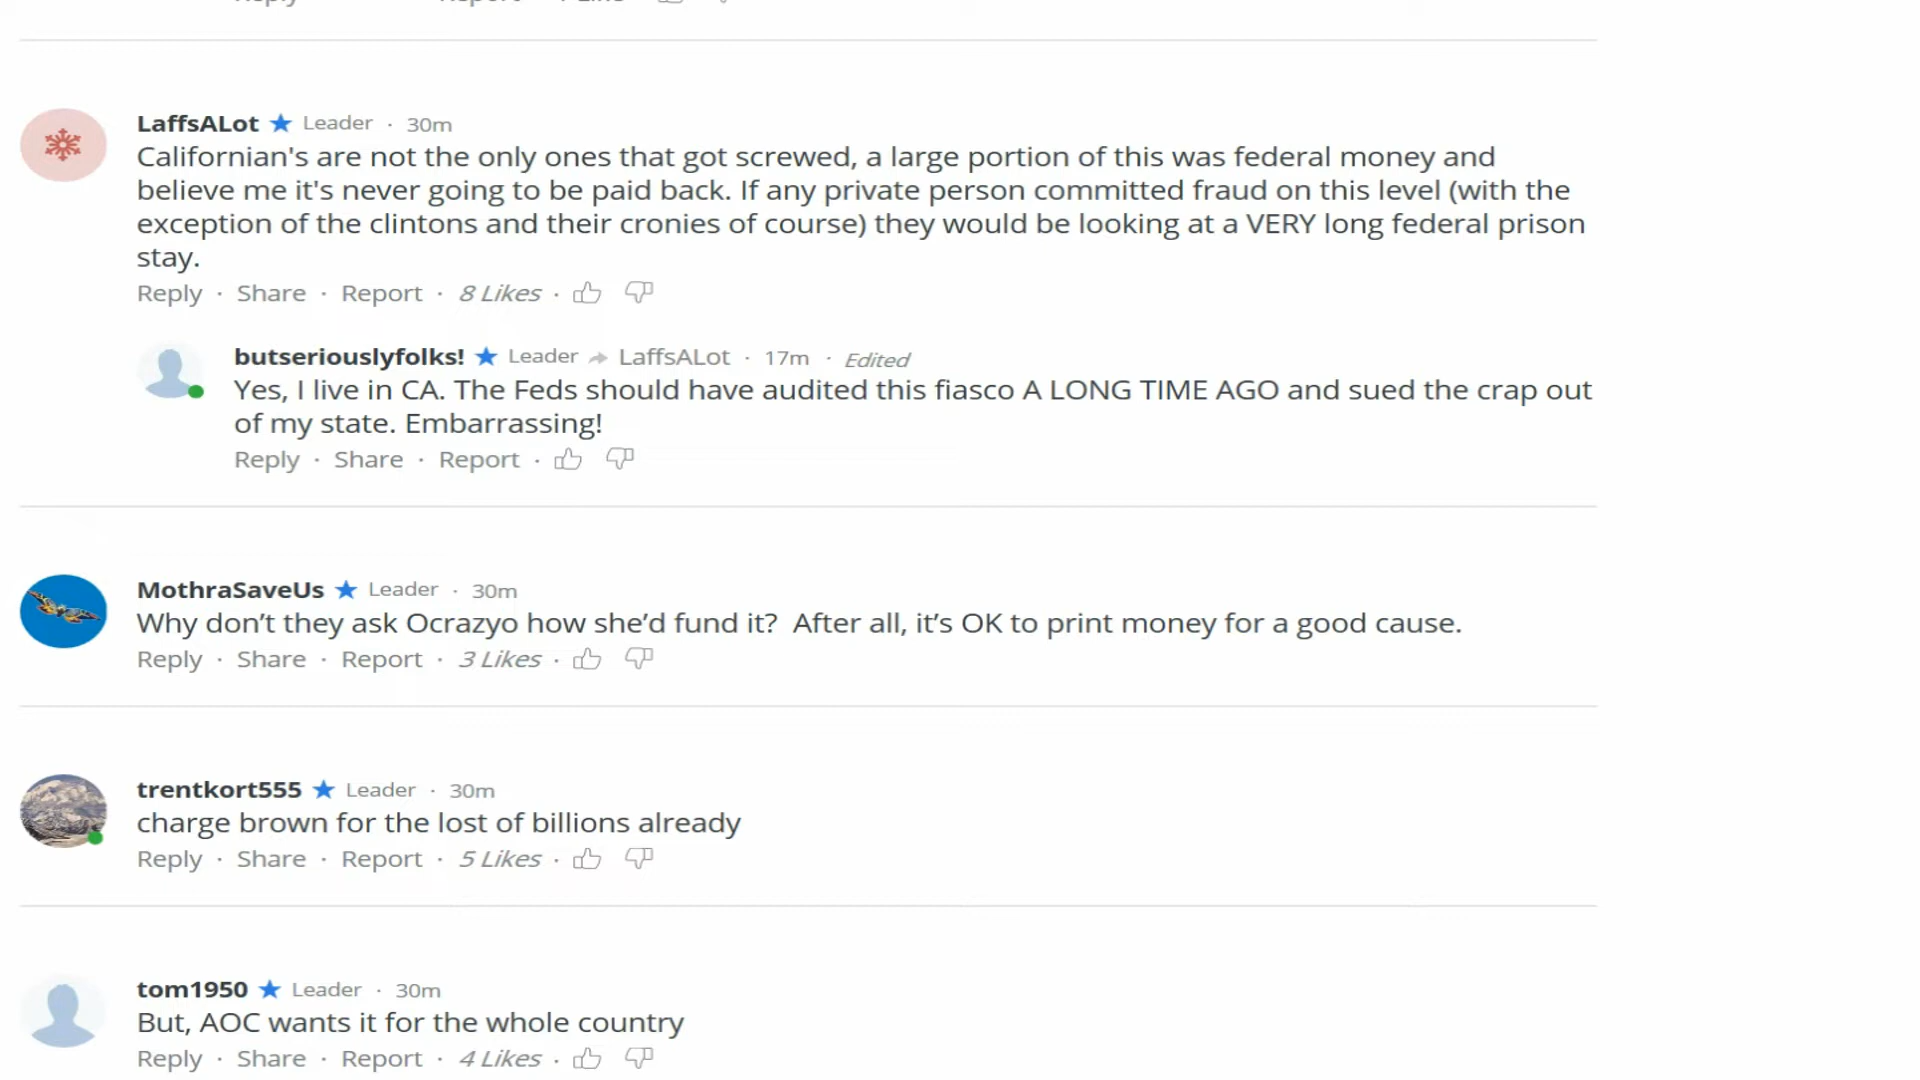 Reply · Report · 1 Like
LaffsALot ★ Leader · 30m
Californian's are not the only ones that got screwed, a large portion of this was federal money and
believe me it's never going to be paid back. If any private person committed fraud on this level (with the
exception of the clintons and their cronies of course) they would be looking at a VERY long federal prison
stay.
Reply · Share · Report · 8 Likes ·
butseriouslyfolks! ★ Leader LaffsALot · 17m · Edited
Yes, I live in CA. The Feds should have audited this fiasco A LONG TIME AGO and sued the crap out
of my state. Embarrassing!
Reply · Share · Report ·
MothraSaveUs ★ Leader · 30m
Why don’t they ask Ocrazyo how she’d fund it?  After all, it’s OK to print money for a good cause.
Reply · Share · Report · 3 Likes ·
trentkort555 ★ Leader · 30m
charge brown for the lost of billions already
Reply · Share · Report · 5 Likes ·
tom1950 ★ Leader · 30m
But, AOC wants it for the whole country
Reply · Share · Report · 4 Likes ·